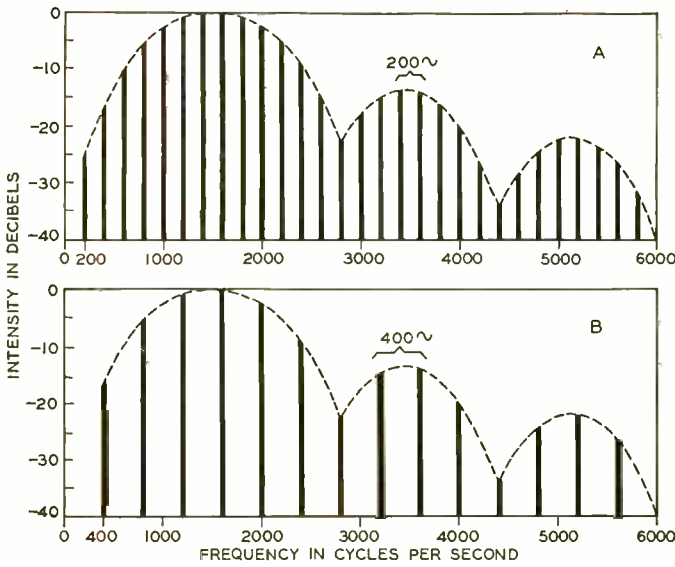 INTENSITY IN DECIBELS
0
-10
-20
-30
-40
A
200~
0 200 1000 2000 3000 4000 5000 6000
0
-10
-20
-30
-40
B
400~
0 400 1000 2000 3000 4000 5000 6000
FREQUENCY IN CYCLES PER SECOND